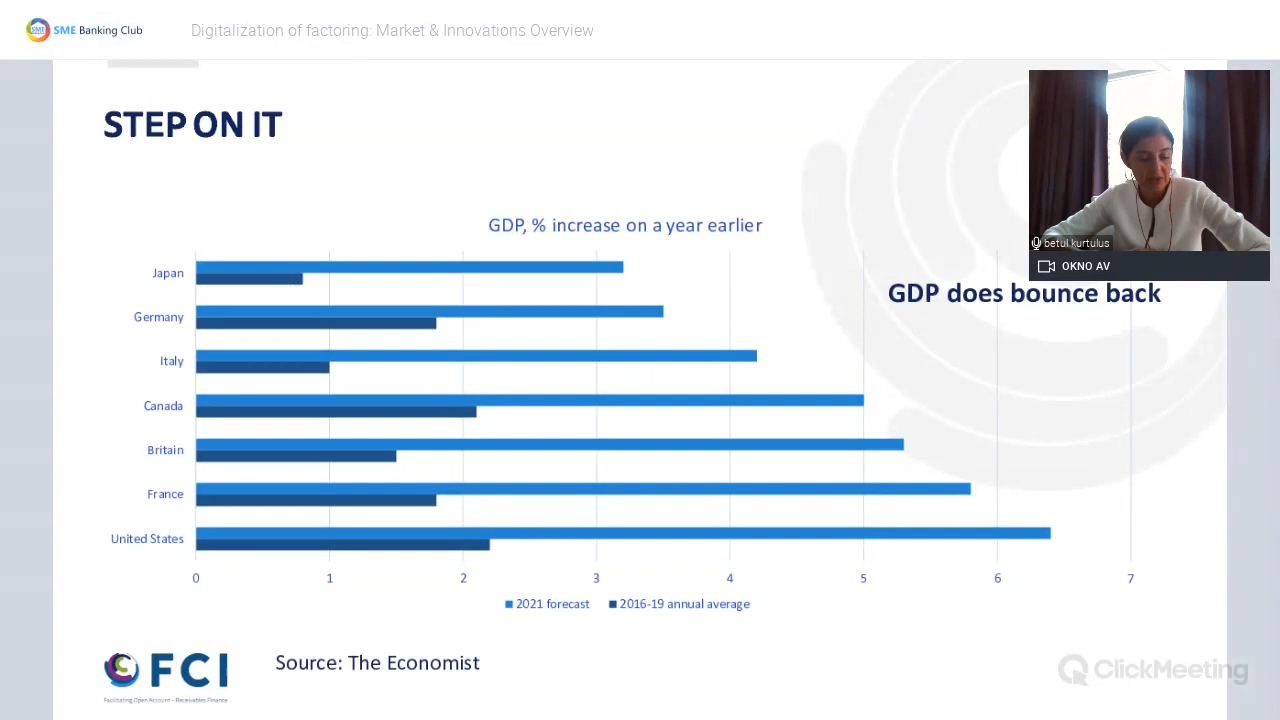 SME
SME Banking Club
Digitalization of factoring: Market & Innovations Overview
STEP ON IT
betul kurtulus
OKNO AV
GDP, % increase on a year earlier
GDP does bounce back
Japan
Germany
Italy
Canada
Britain
France
United States
0 1 2 3 4 5 6 7
2021 forecast 2016-19 annual average
FCI
Facilitating Open Account – Receivables Finance
Source: The Economist
ClickMeeting